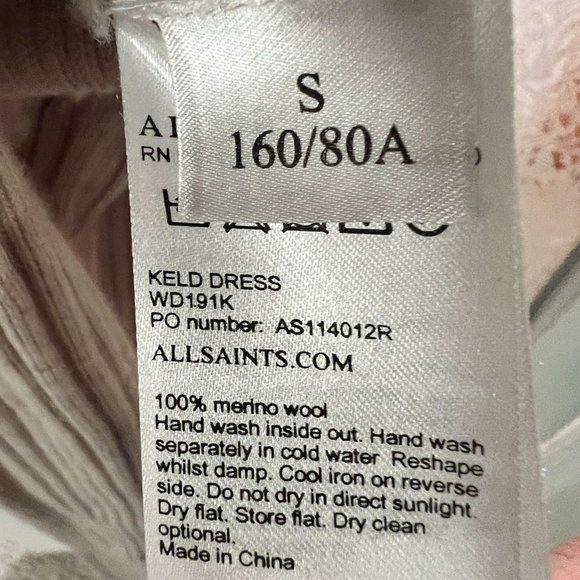 S
160/80A
RN
KELD DRESS
WD191K
PO number: AS114012R
ALLSAINTS.COM
100% merino wool
Hand wash inside out. Hand wash
separately in cold water Reshape
whilst damp. Cool iron on reverse
side. Do not dry in direct sunlight.
Dry flat. Store flat. Dry clean
optional.
Made in China